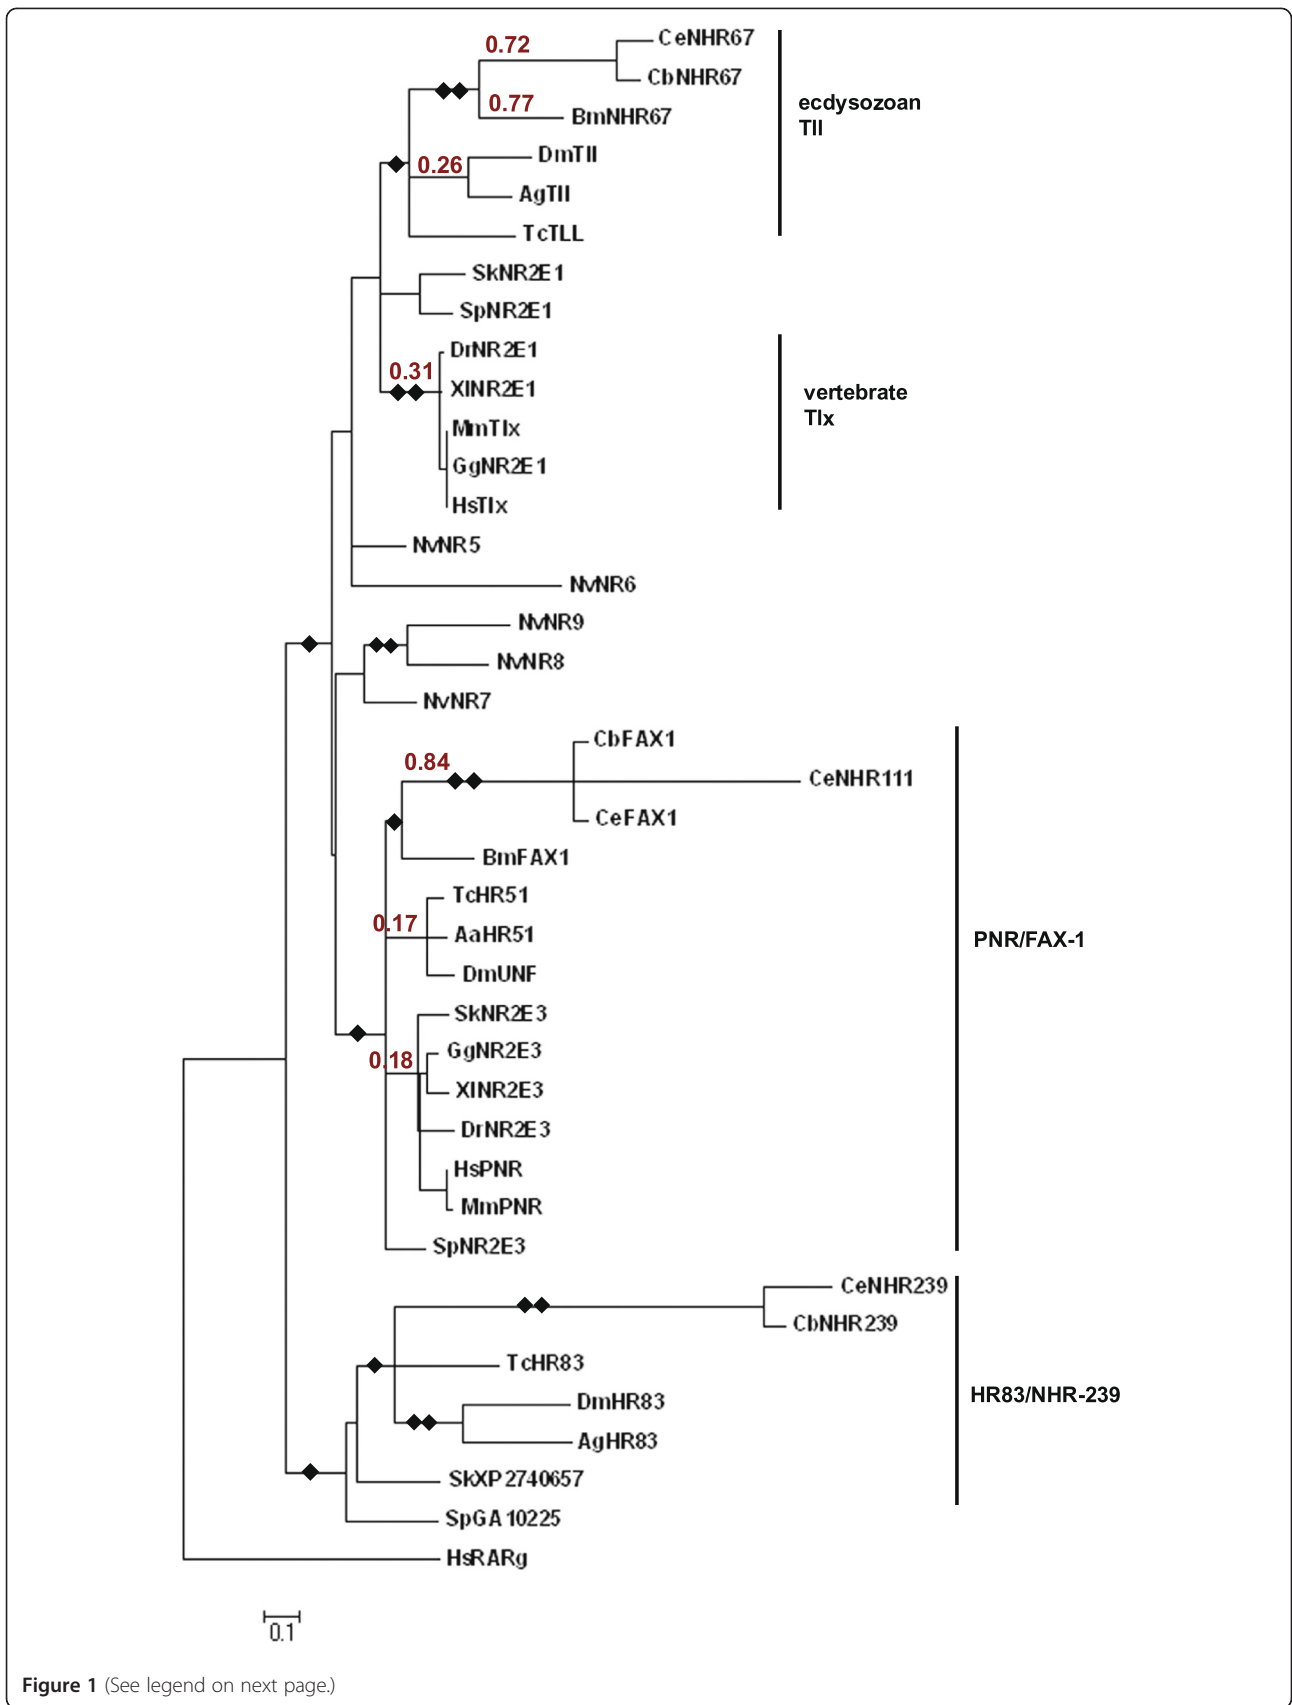 0.72
CeNHR67
CbNHR67
0.77
BmNHR67
ecdysozoan
Tll
DmTll
0.26
AgTll
TcTLL
SkNR2E1
SpNR2E1
DrNR2E1
0.31
XlNR2E1
MmTlx
GgNR2E1
HsTlx
vertebrate
Tlx
NvNR5
NvNR6
NvNR9
NvNR8
NvNR7
CbFAX1
0.84
CeNHR111
CeFAX1
BmFAX1
TcHR51
0.17
AaHR51
DmUNF
PNR/FAX-1
SkNR2E3
GgNR2E3
0.18
XlNR2E3
DrNR2E3
HsPNR
MmPNR
SpNR2E3
CeNHR239
CbNHR239
TcHR83
DmHR83
HR83/NHR-239
AgHR83
SkXP2740657
SpGA10225
HsRARg
0.1
Figure 1 (See legend on next page.)